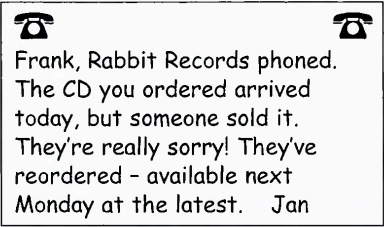 Frank, Rabbit Records phoned.
The CD you ordered arrived
today, but someone sold it.
They're really sorry! They've
reordered – available next
Monday at the latest. Jan